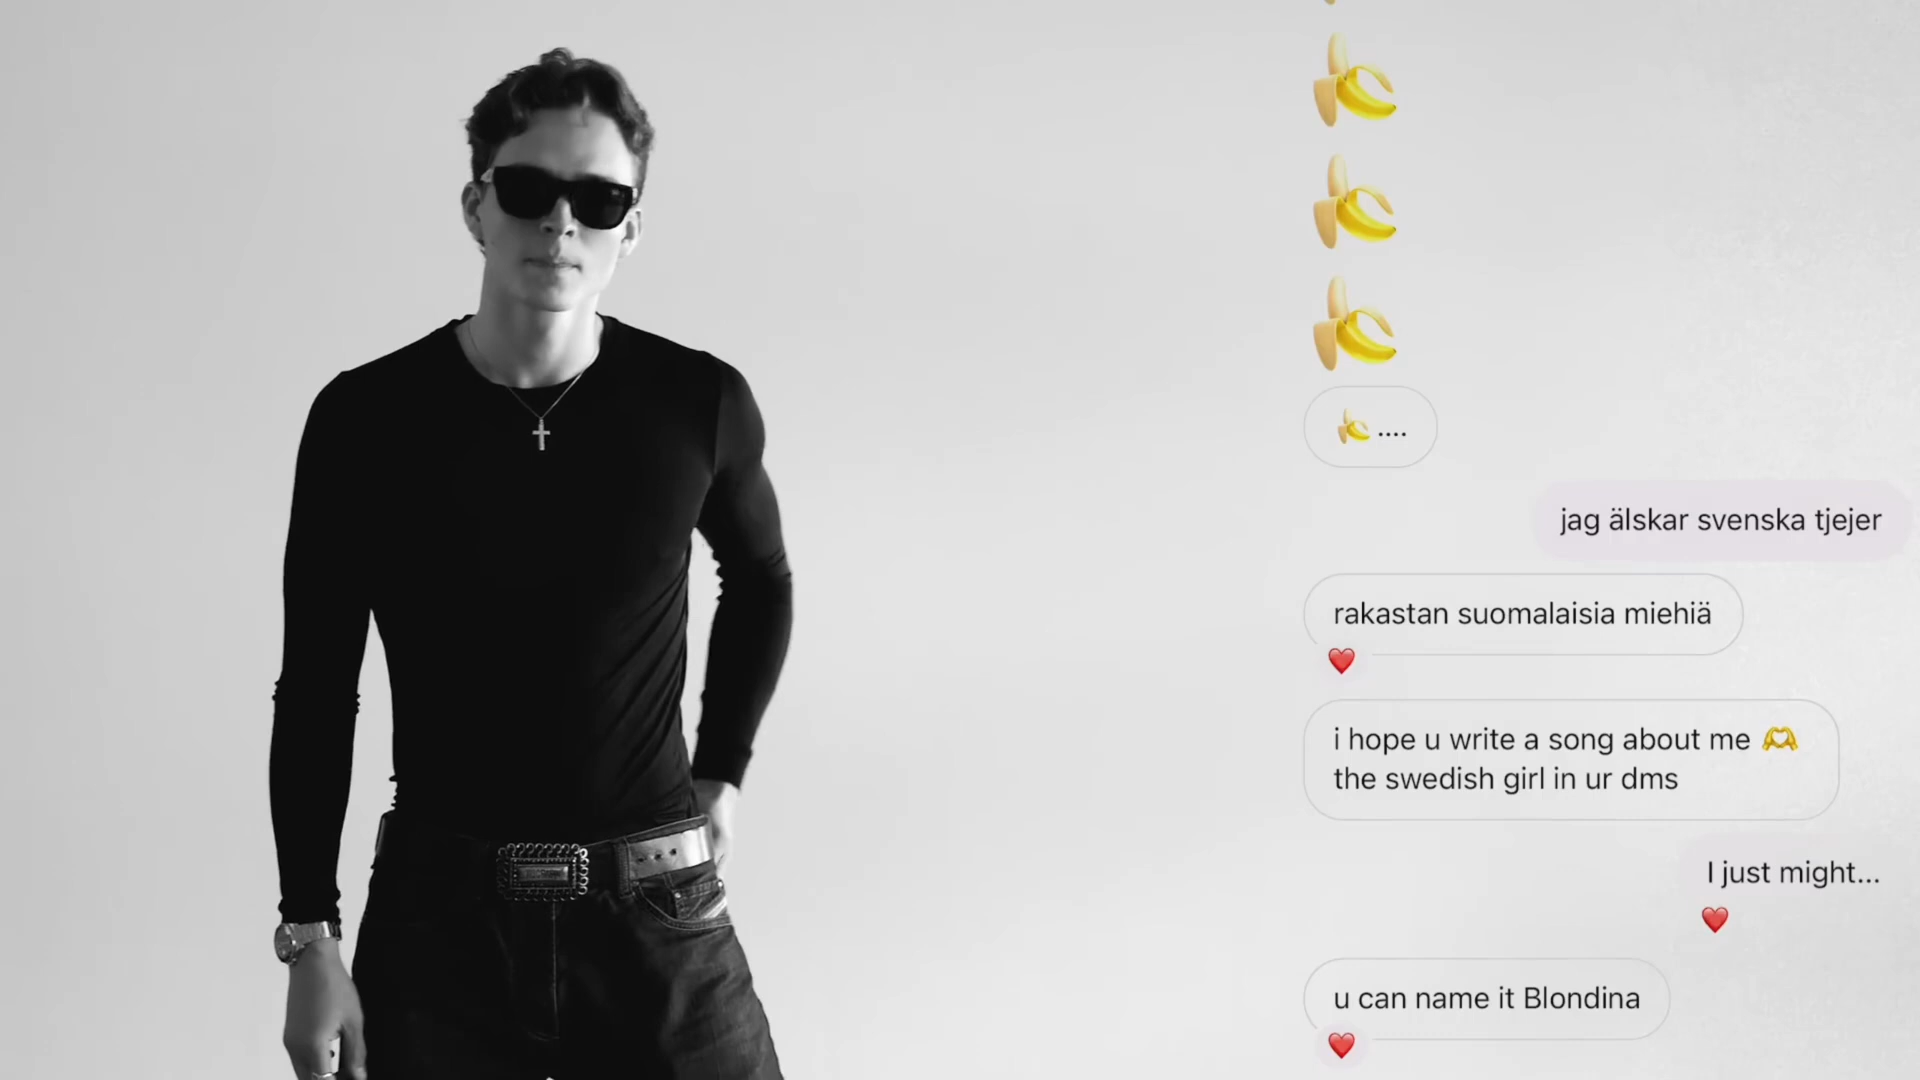 🍌 ....
jag älskar svenska tjejer
rakastan suomalaisia miehiä
i hope u write a song about me 🫶
the swedish girl in ur dms
I just might...
u can name it Blondina